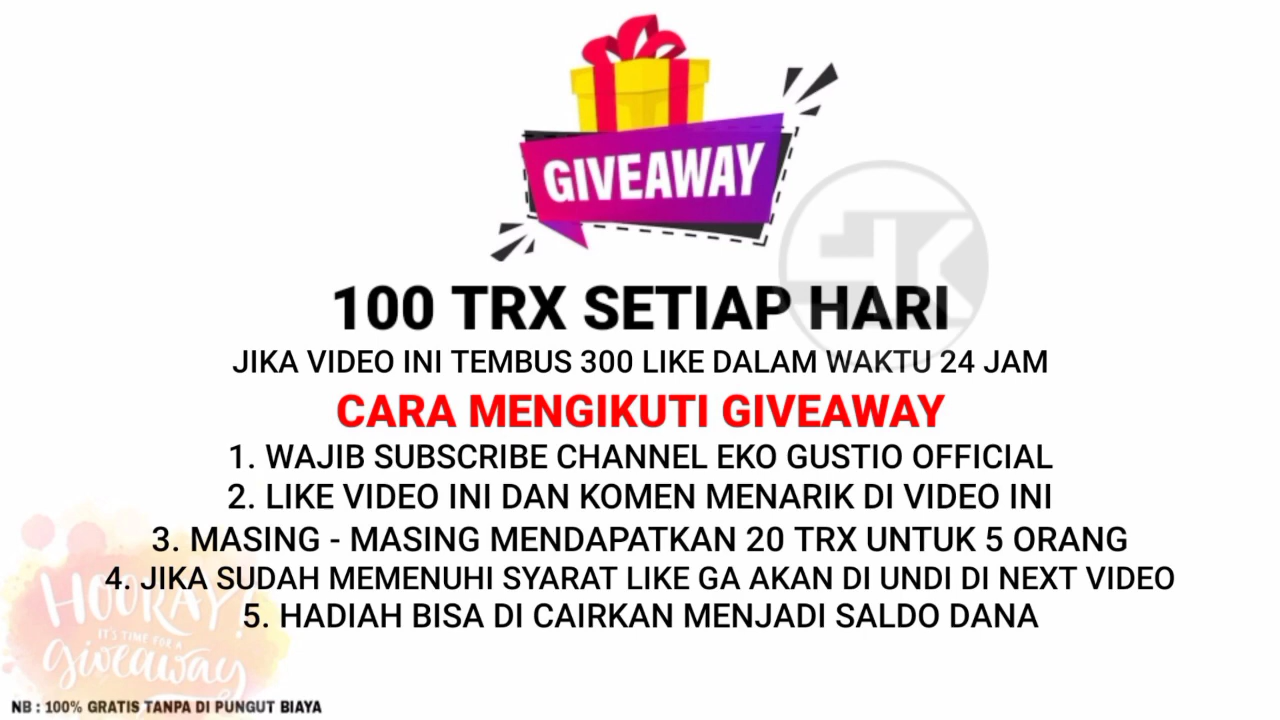 GIVEAWAY
100 TRX SETIAP HARI
JIKA VIDEO INI TEMBUS 300 LIKE DALAM WAKTU 24 JAM
CARA MENGIKUTI GIVEAWAY
1. WAJIB SUBSCRIBE CHANNEL EKO GUSTIO OFFICIAL
2. LIKE VIDEO INI DAN KOMEN MENARIK DI VIDEO INI
3. MASING - MASING MENDAPATKAN 20 TRX UNTUK 5 ORANG
4. JIKA SUDAH MEMENUHI SYARAT LIKE GA AKAN DI UNDI DI NEXT VIDEO
5. HADIAH BISA DI CAIRKAN MENJADI SALDO DANA
HOORAY!
IT'S TIME FOR A
giveaway
NB : 100% GRATIS TANPA DI PUNGUT BIAYA